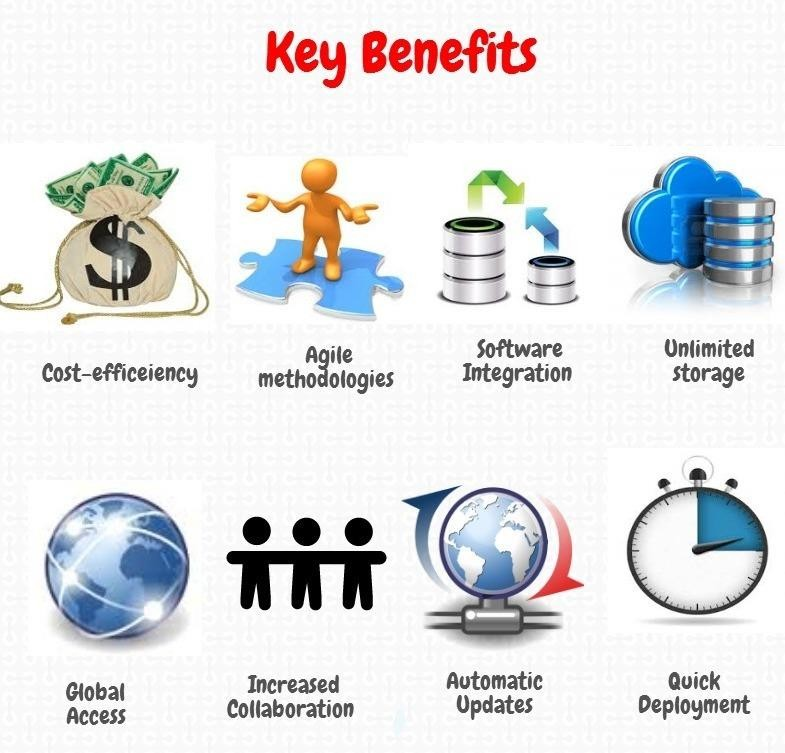 Key Benefits
Cost-efficeiency
Agile
methodologies
Software
Integration
Unlimited
storage
Global
Access
Increased
Collaboration
Automatic
Updates
Quick
Deployment